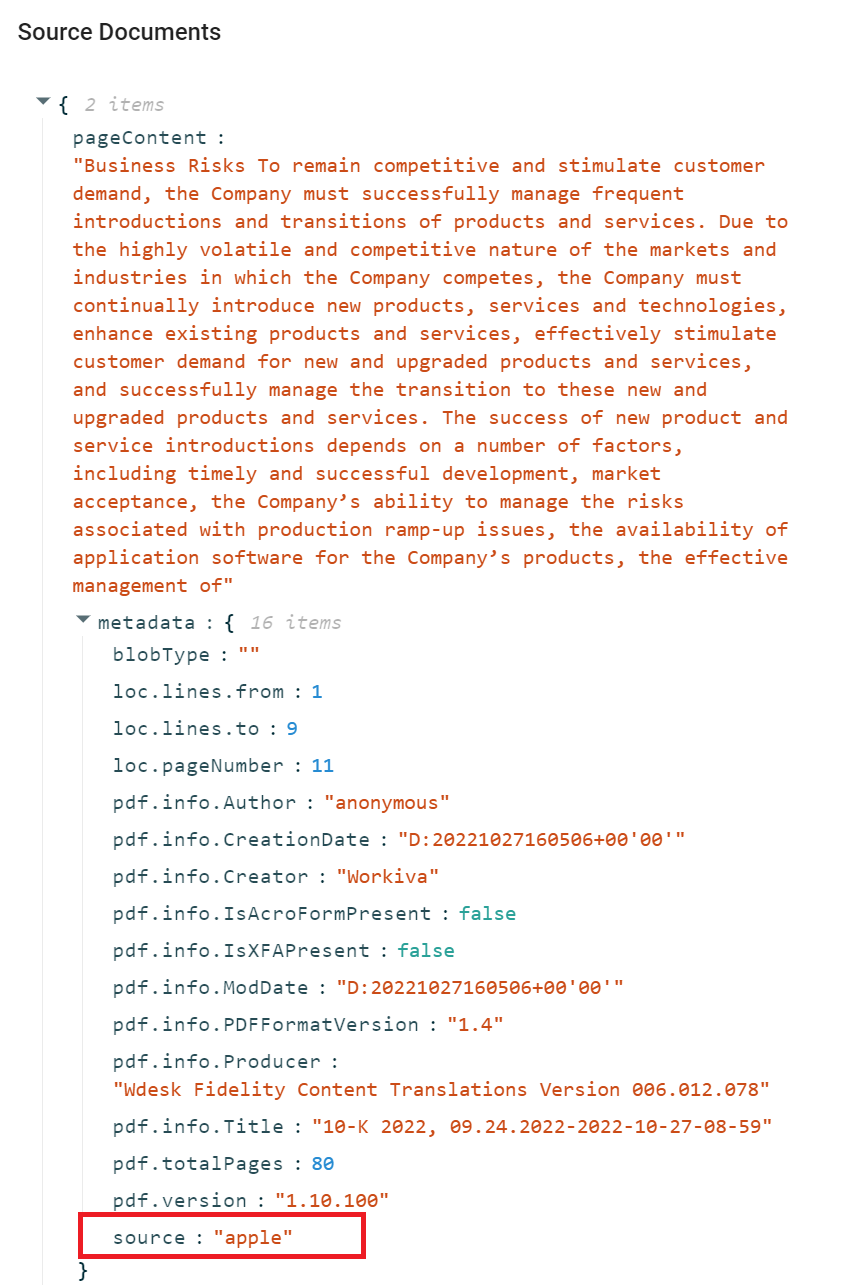 Source Documents
{ 2 items
pageContent :
"Business Risks To remain competitive and stimulate customer
demand, the Company must successfully manage frequent
introductions and transitions of products and services. Due to
the highly volatile and competitive nature of the markets and
industries in which the Company competes, the Company must
continually introduce new products, services and technologies,
enhance existing products and services, effectively stimulate
customer demand for new and upgraded products and services,
and successfully manage the transition to these new and
upgraded products and services. The success of new product and
service introductions depends on a number of factors,
including timely and successful development, market
acceptance, the Company’s ability to manage the risks
associated with production ramp-up issues, the availability of
application software for the Company’s products, the effective
management of"
metadata : { 16 items
blobType : ""
loc.lines.from : 1
loc.lines.to : 9
loc.pageNumber : 11
pdf.info.Author : "anonymous"
pdf.info.CreationDate : "D:20221027160506+00'00'"
pdf.info.Creator : "Workiva"
pdf.info.IsAcroFormPresent : false
pdf.info.IsXFAPresent : false
pdf.info.ModDate : "D:20221027160506+00'00'"
pdf.info.PDFFormatVersion : "1.4"
pdf.info.Producer :
"Wdesk Fidelity Content Translations Version 006.012.078"
pdf.info.Title : "10-K 2022, 09.24.2022-2022-10-27-08-59"
pdf.totalPages : 80
pdf.version : "1.10.100"
source : "apple"
}